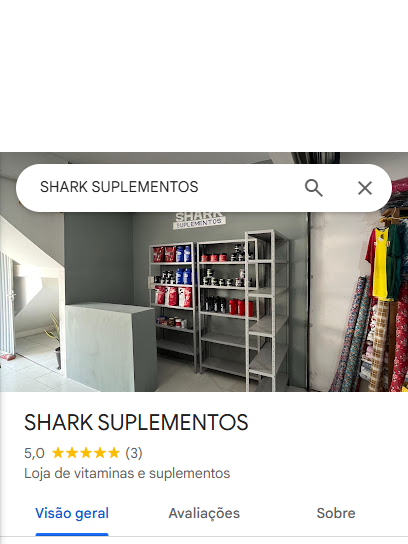 SHARK SUPLEMENTOS
SHARK
SUPLEMENTOS
SHARK SUPLEMENTOS
5,0 ★★★★★ (3)
Loja de vitaminas e suplementos
Visão geral
Avaliações
Sobre